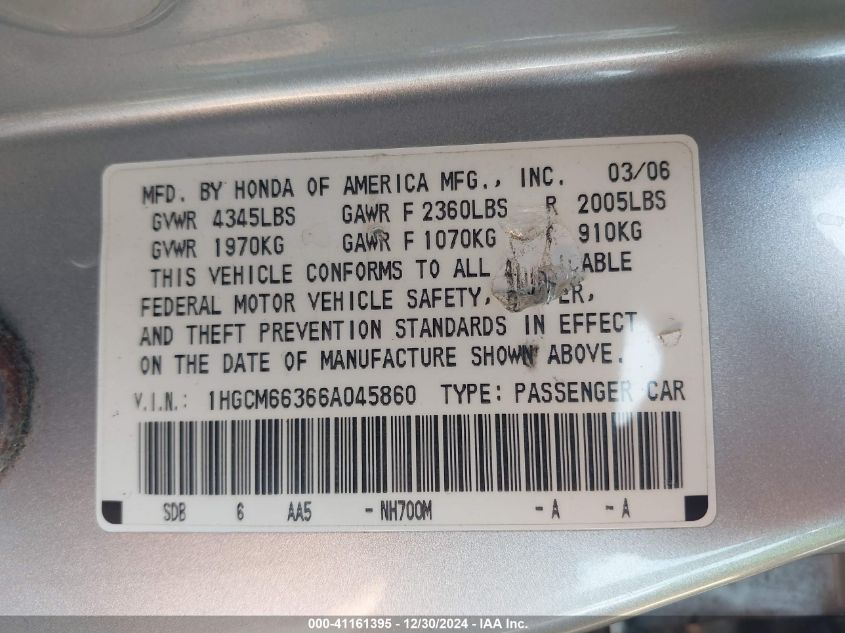 MFD. BY HONDA OF AMERICA MFG., INC. 03/06
GVWR 4345LBS GAWR F 2360LBS R 2005LBS
GVWR 1970KG GAWR F 1070KG 910KG
THIS VEHICLE CONFORMS TO ALL
FEDERAL MOTOR VEHICLE SAFETY,
AND THEFT PREVENTION STANDARDS IN EFFECT
ON THE DATE OF MANUFACTURE SHOWN ABOVE.
V.I.N.: 1HGCM66366A045860 TYPE: PASSENGER CAR
SDB 6 AA5 - NH700M - A - A
000-41161395 - 12/30/2024 - IAA Inc.